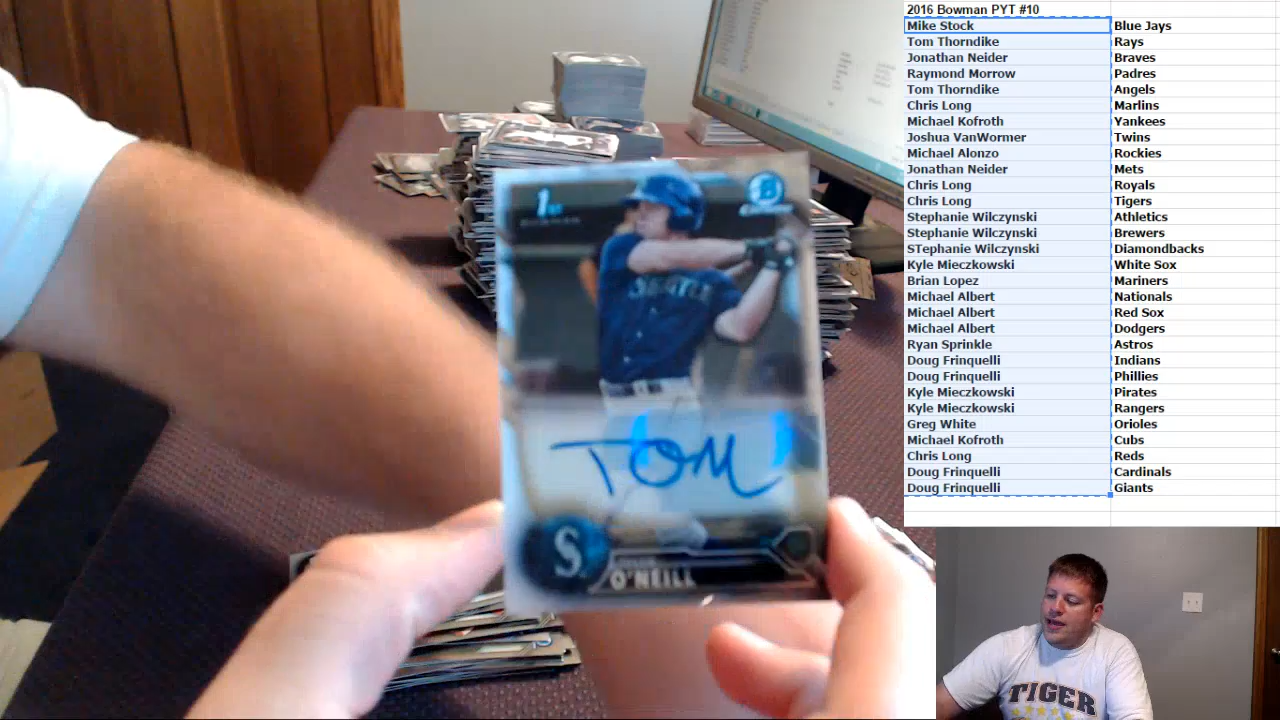 2016 Bowman PYT #10
Mike Stock Blue Jays
Tom Thorndike Rays
Jonathan Neider Braves
Raymond Morrow Padres
Tom Thorndike Angels
Chris Long Marlins
Michael Kofroth Yankees
Joshua VanWormer Twins
Michael Alonzo Rockies
Jonathan Neider Mets
Chris Long Royals
Chris Long Tigers
Stephanie Wilczynski Athletics
Stephanie Wilczynski Brewers
STephanie Wilczynski Diamondbacks
Kyle Mieczkowski White Sox
Brian Lopez Mariners
Michael Albert Nationals
Michael Albert Red Sox
Michael Albert Dodgers
Ryan Sprinkle Astros
Doug Frinquelli Indians
Doug Frinquelli Phillies
Kyle Mieczkowski Pirates
Kyle Mieczkowski Rangers
Greg White Orioles
Michael Kofroth Cubs
Chris Long Reds
Doug Frinquelli Cardinals
Doug Frinquelli Giants
1ST
B
SEATTLE
TOM
S
O'NEILL
TIGER